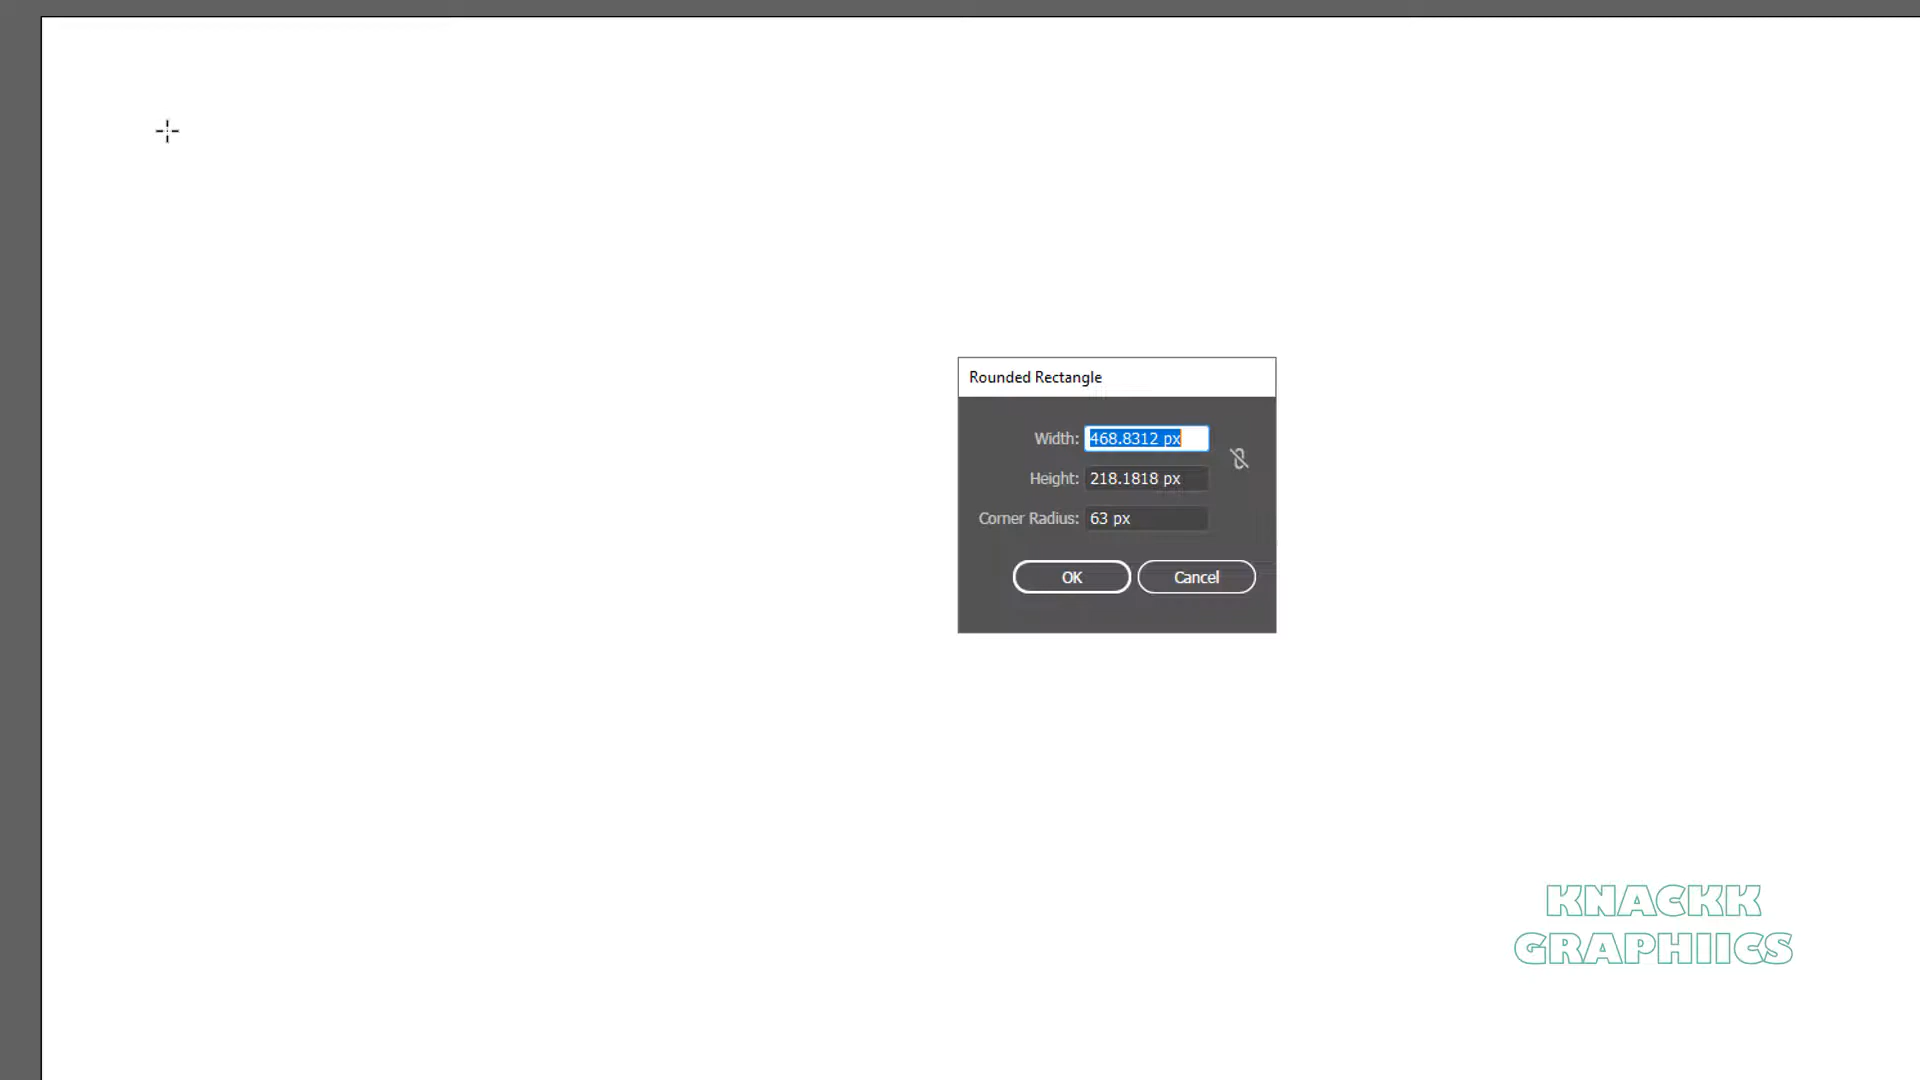 Rounded Rectangle
Width: 468.8312 px
Height: 218.1818 px
Corner Radius: 63 px
OK Cancel
KNACKK
GRAPHIICS